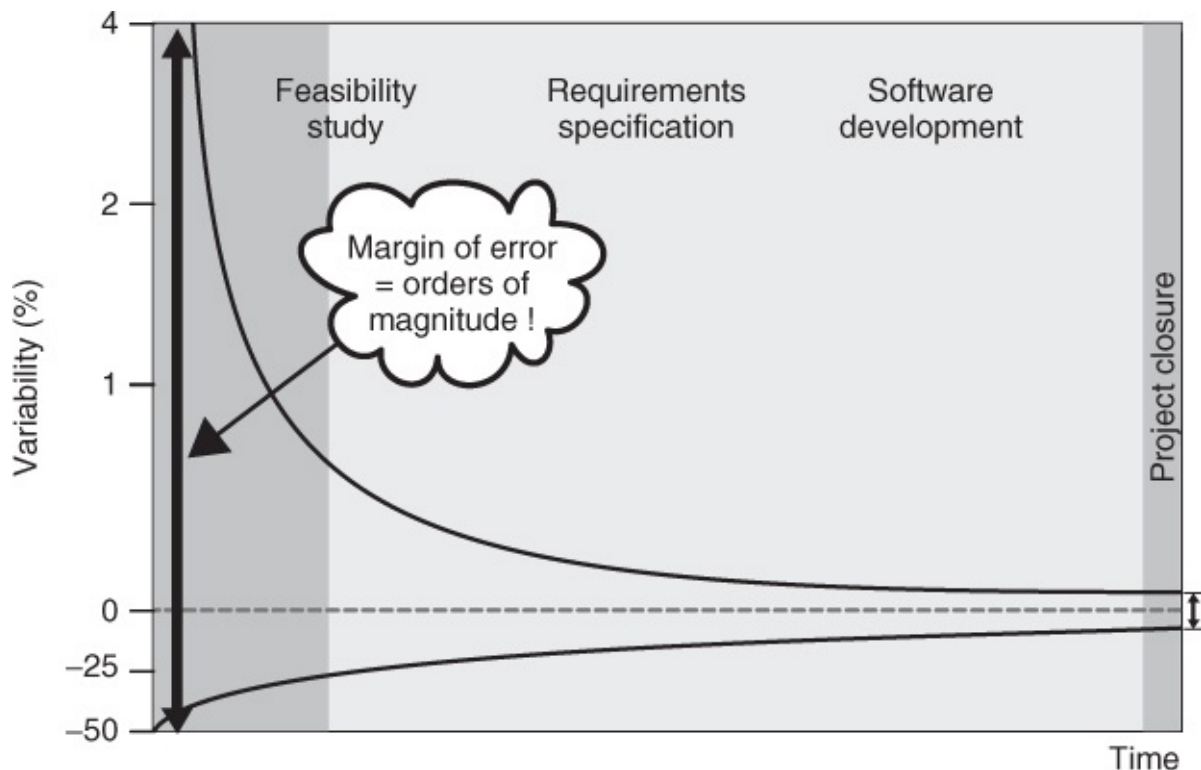 4
2
1
0
–25
–50
Variability (%)
Feasibility
study
Requirements
specification
Software
development
Margin of error
= orders of
magnitude !
Project closure
Time